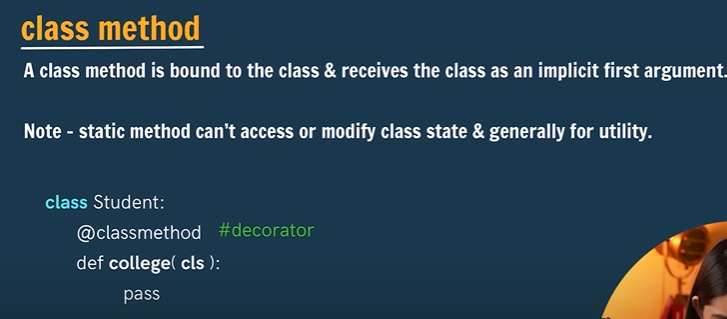 class method
A class method is bound to the class & receives the class as an implicit first argument.
Note - static method can't access or modify class state & generally for utility.
class Student:
@classmethod #decorator
def college( cls ):
pass